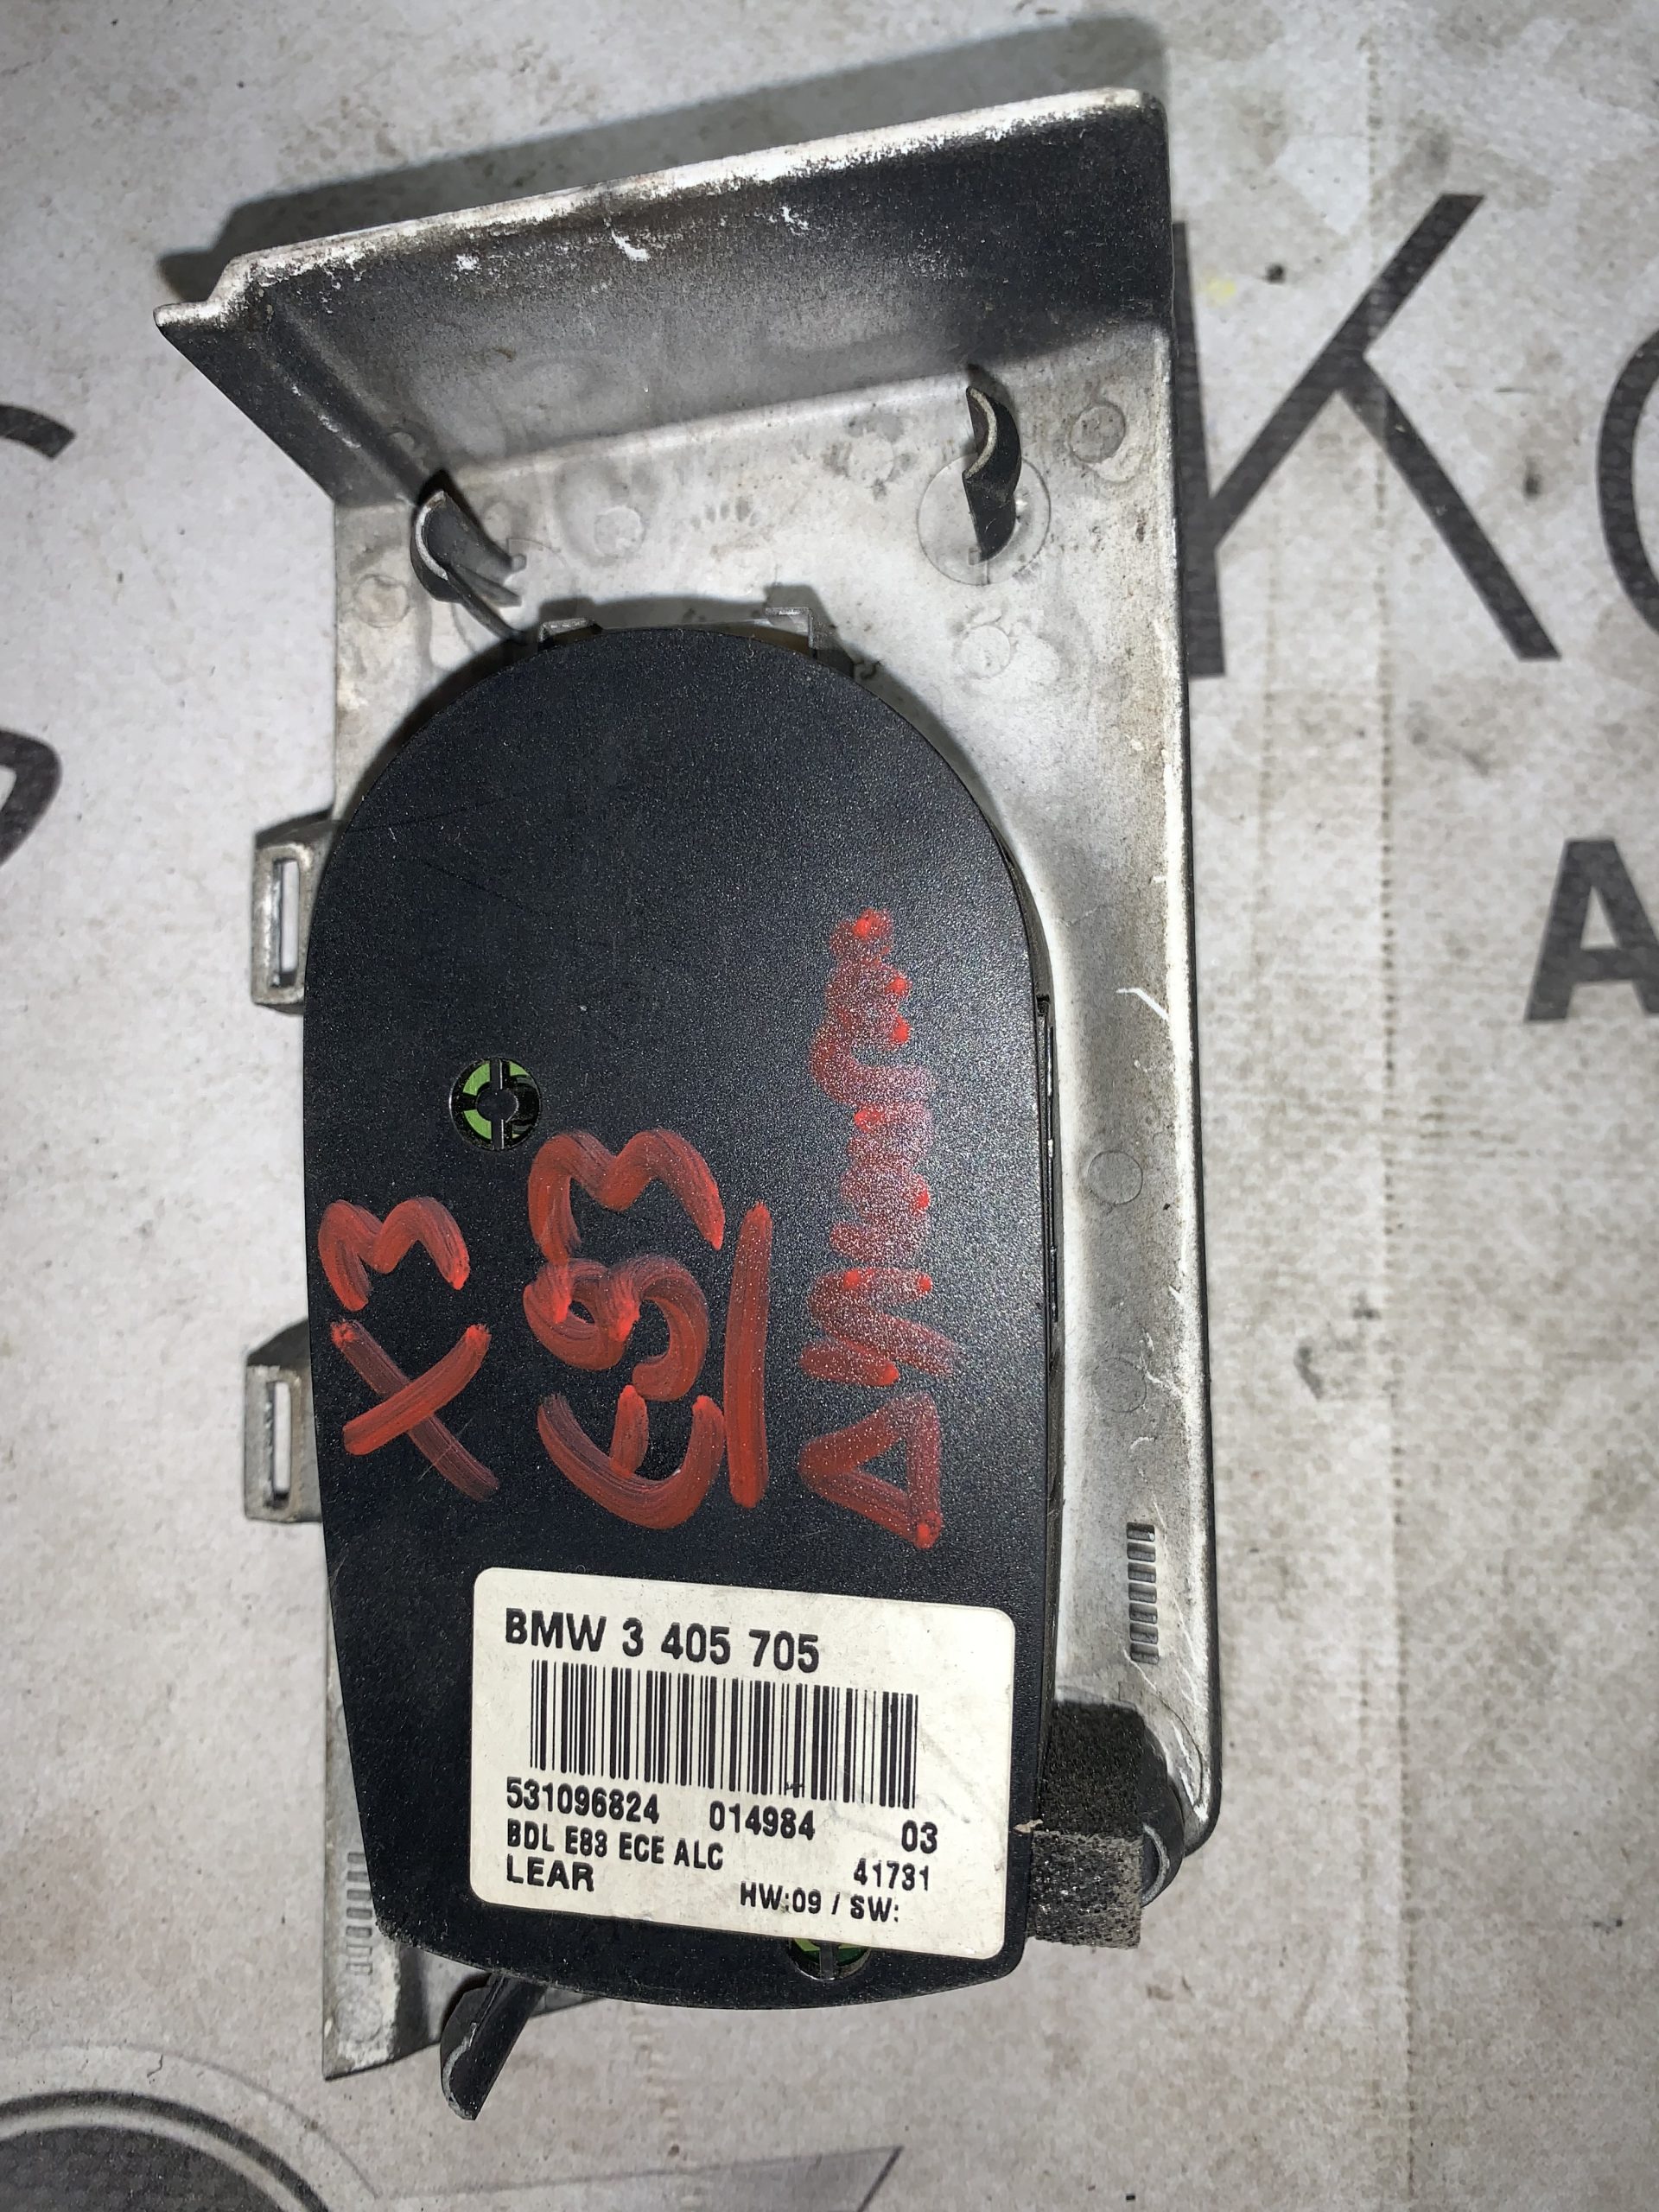 X3
E83
BMW 3 405 705
531096824 014984 03
BDL E83 ECE ALC 41731
LEAR HW:09 / SW:
K
A